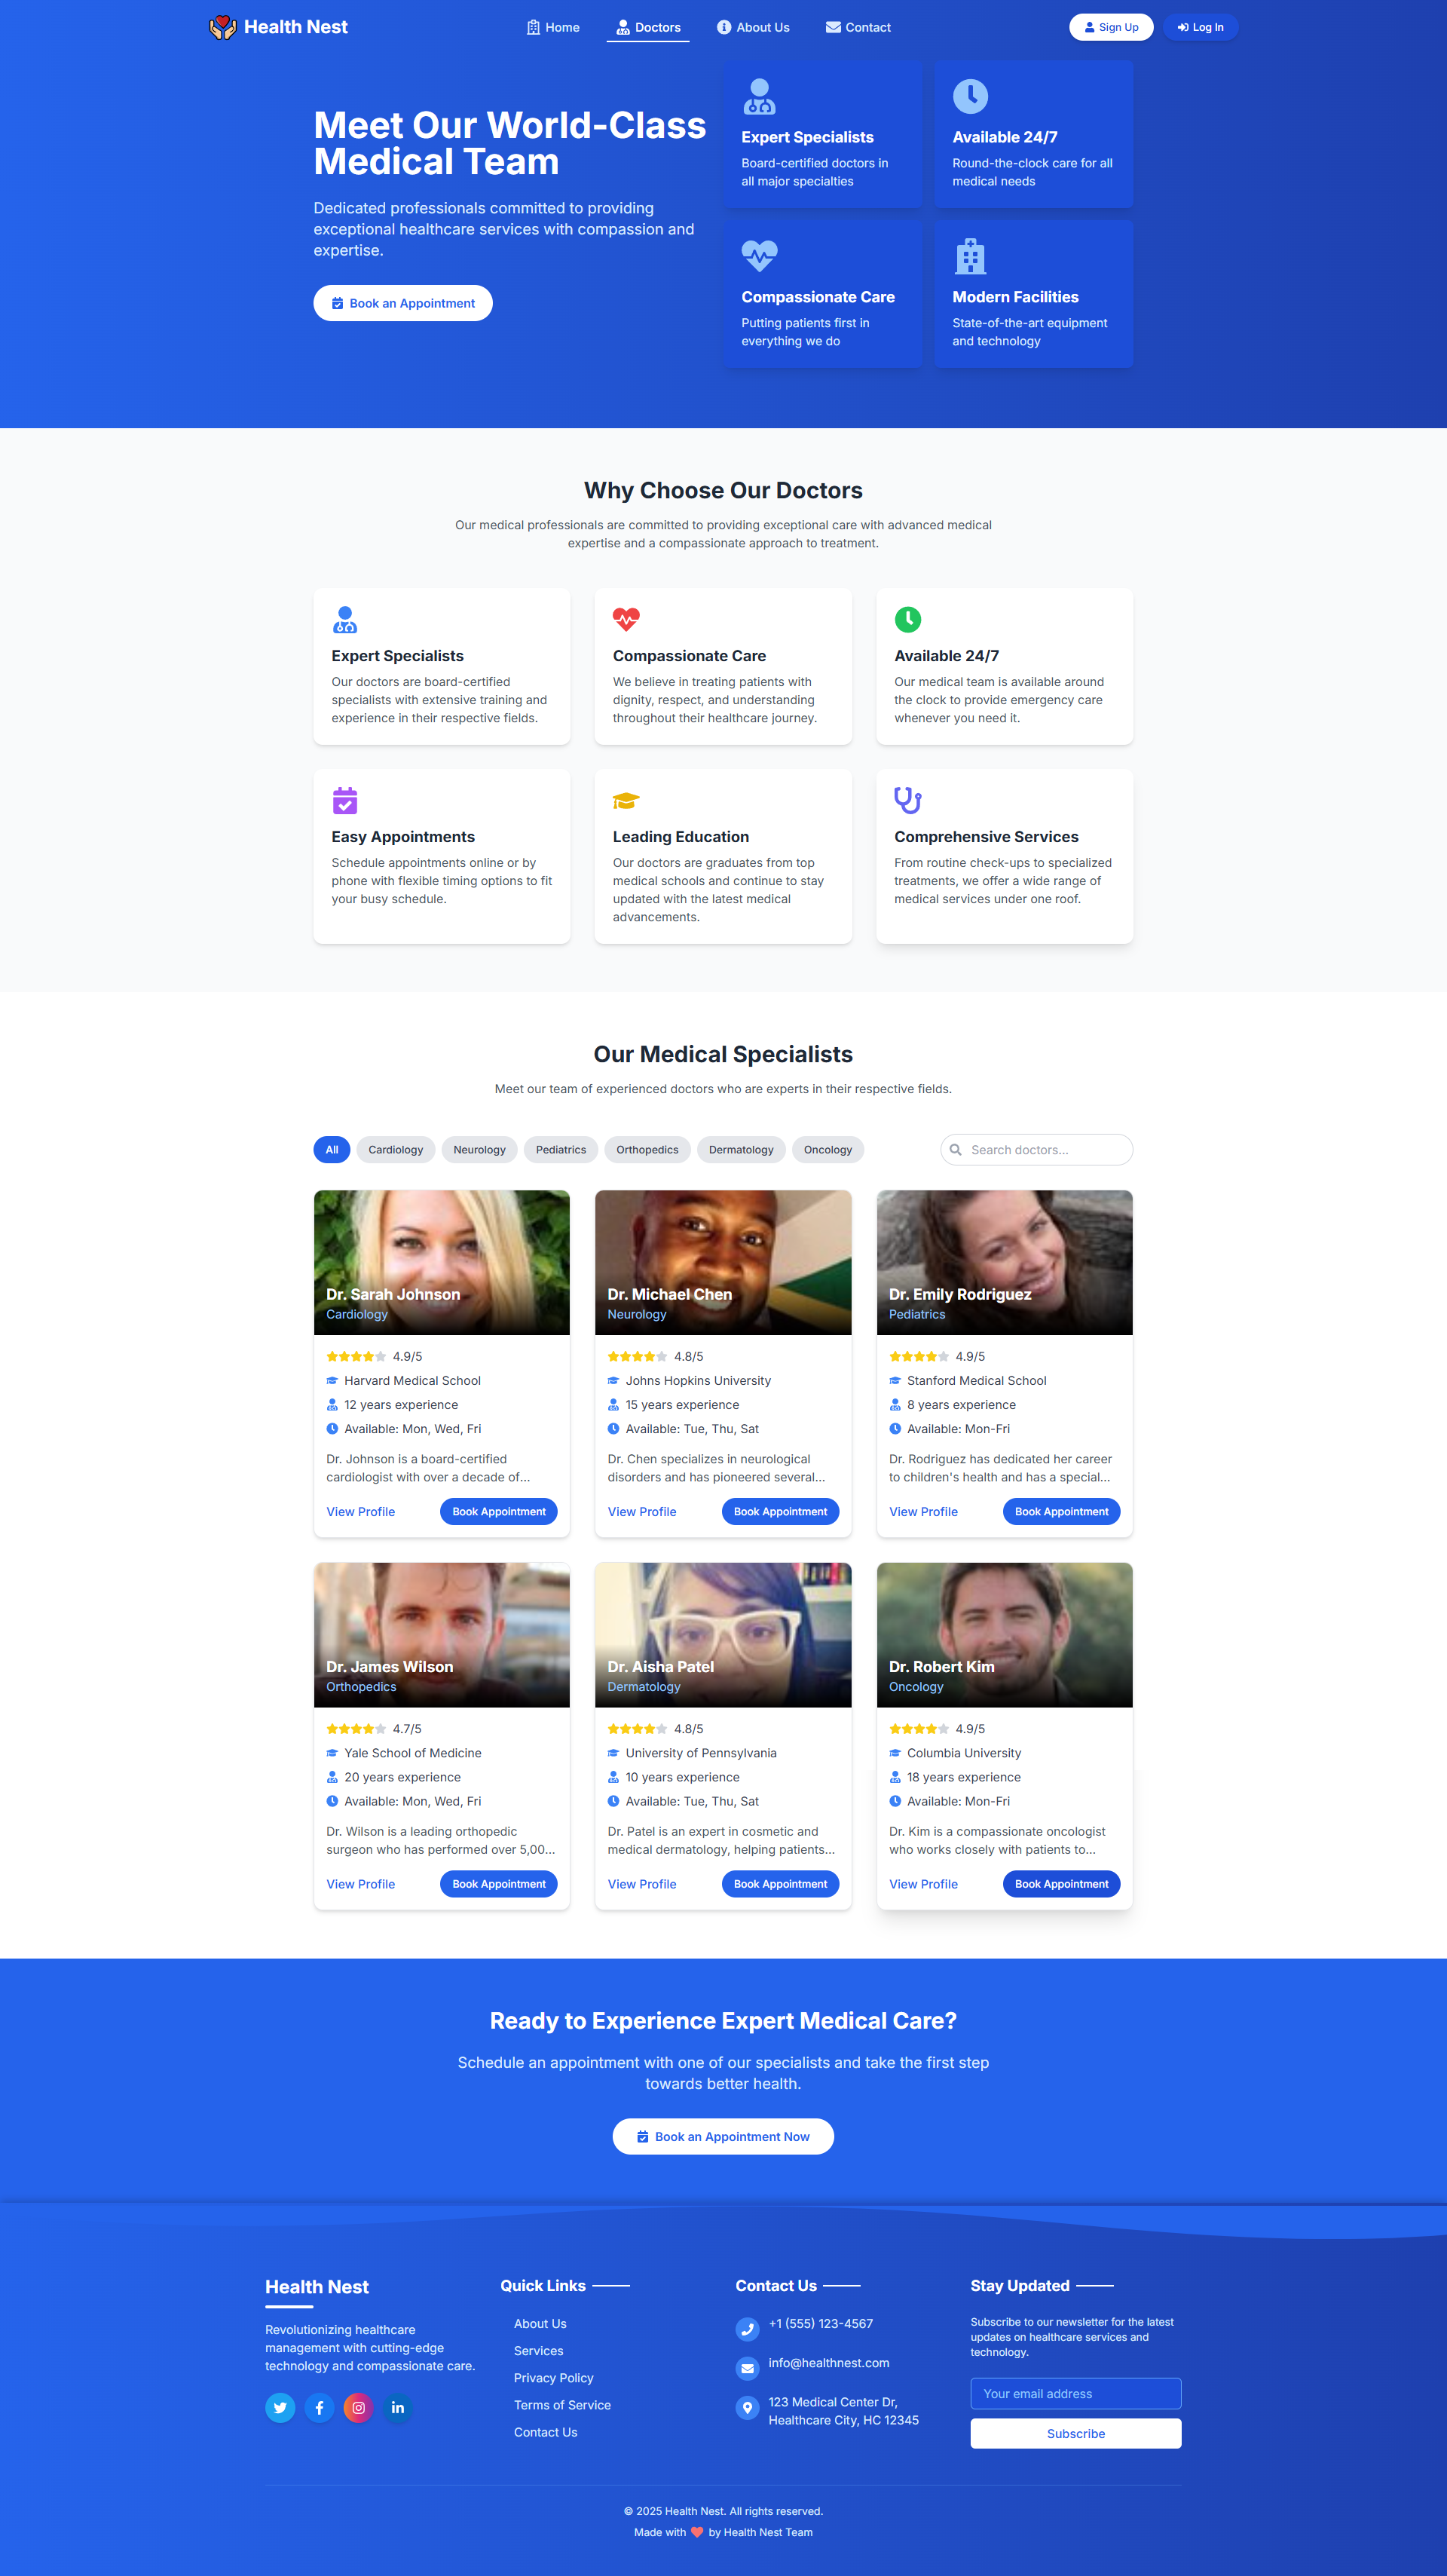 Health Nest
Home
Doctors
About Us
Contact
Sign Up
Log In
Meet Our World-Class
Medical Team
Dedicated professionals committed to providing
exceptional healthcare services with compassion and
expertise.
Book an Appointment
Expert Specialists
Board-certified doctors in
all major specialties
Available 24/7
Round-the-clock care for all
medical needs
Compassionate Care
Putting patients first in
everything we do
Modern Facilities
State-of-the-art equipment
and technology
Why Choose Our Doctors
Our medical professionals are committed to providing exceptional care with advanced medical
expertise and a compassionate approach to treatment.
Expert Specialists
Our doctors are board-certified
specialists with extensive training and
experience in their respective fields.
Compassionate Care
We believe in treating patients with
dignity, respect, and understanding
throughout their healthcare journey.
Available 24/7
Our medical team is available around
the clock to provide emergency care
whenever you need it.
Easy Appointments
Schedule appointments online or by
phone with flexible timing options to fit
your busy schedule.
Leading Education
Our doctors are graduates from top
medical schools and continue to stay
updated with the latest medical
advancements.
Comprehensive Services
From routine check-ups to specialized
treatments, we offer a wide range of
medical services under one roof.
Our Medical Specialists
Meet our team of experienced doctors who are experts in their respective fields.
All
Cardiology
Neurology
Pediatrics
Orthopedics
Dermatology
Oncology
Search doctors...
Dr. Sarah Johnson
Cardiology
4.9/5
Harvard Medical School
12 years experience
Available: Mon, Wed, Fri
Dr. Johnson is a board-certified
cardiologist with over a decade of...
View Profile
Book Appointment
Dr. Michael Chen
Neurology
4.8/5
Johns Hopkins University
15 years experience
Available: Tue, Thu, Sat
Dr. Chen specializes in neurological
disorders and has pioneered several...
View Profile
Book Appointment
Dr. Emily Rodriguez
Pediatrics
4.9/5
Stanford Medical School
8 years experience
Available: Mon-Fri
Dr. Rodriguez has dedicated her career
to children's health and has a special...
View Profile
Book Appointment
Dr. James Wilson
Orthopedics
4.7/5
Yale School of Medicine
20 years experience
Available: Mon, Wed, Fri
Dr. Wilson is a leading orthopedic
surgeon who has performed over 5,00...
View Profile
Book Appointment
Dr. Aisha Patel
Dermatology
4.8/5
University of Pennsylvania
10 years experience
Available: Tue, Thu, Sat
Dr. Patel is an expert in cosmetic and
medical dermatology, helping patients...
View Profile
Book Appointment
Dr. Robert Kim
Oncology
4.9/5
Columbia University
18 years experience
Available: Mon-Fri
Dr. Kim is a compassionate oncologist
who works closely with patients to...
View Profile
Book Appointment
Ready to Experience Expert Medical Care?
Schedule an appointment with one of our specialists and take the first step
towards better health.
Book an Appointment Now
Health Nest
Revolutionizing healthcare
management with cutting-edge
technology and compassionate care.
Quick Links
About Us
Services
Privacy Policy
Terms of Service
Contact Us
Contact Us
+1 (555) 123-4567
info@healthnest.com
123 Medical Center Dr,
Healthcare City, HC 12345
Stay Updated
Subscribe to our newsletter for the latest
updates on healthcare services and
technology.
Your email address
Subscribe
© 2025 Health Nest. All rights reserved.
Made with ❤ by Health Nest Team